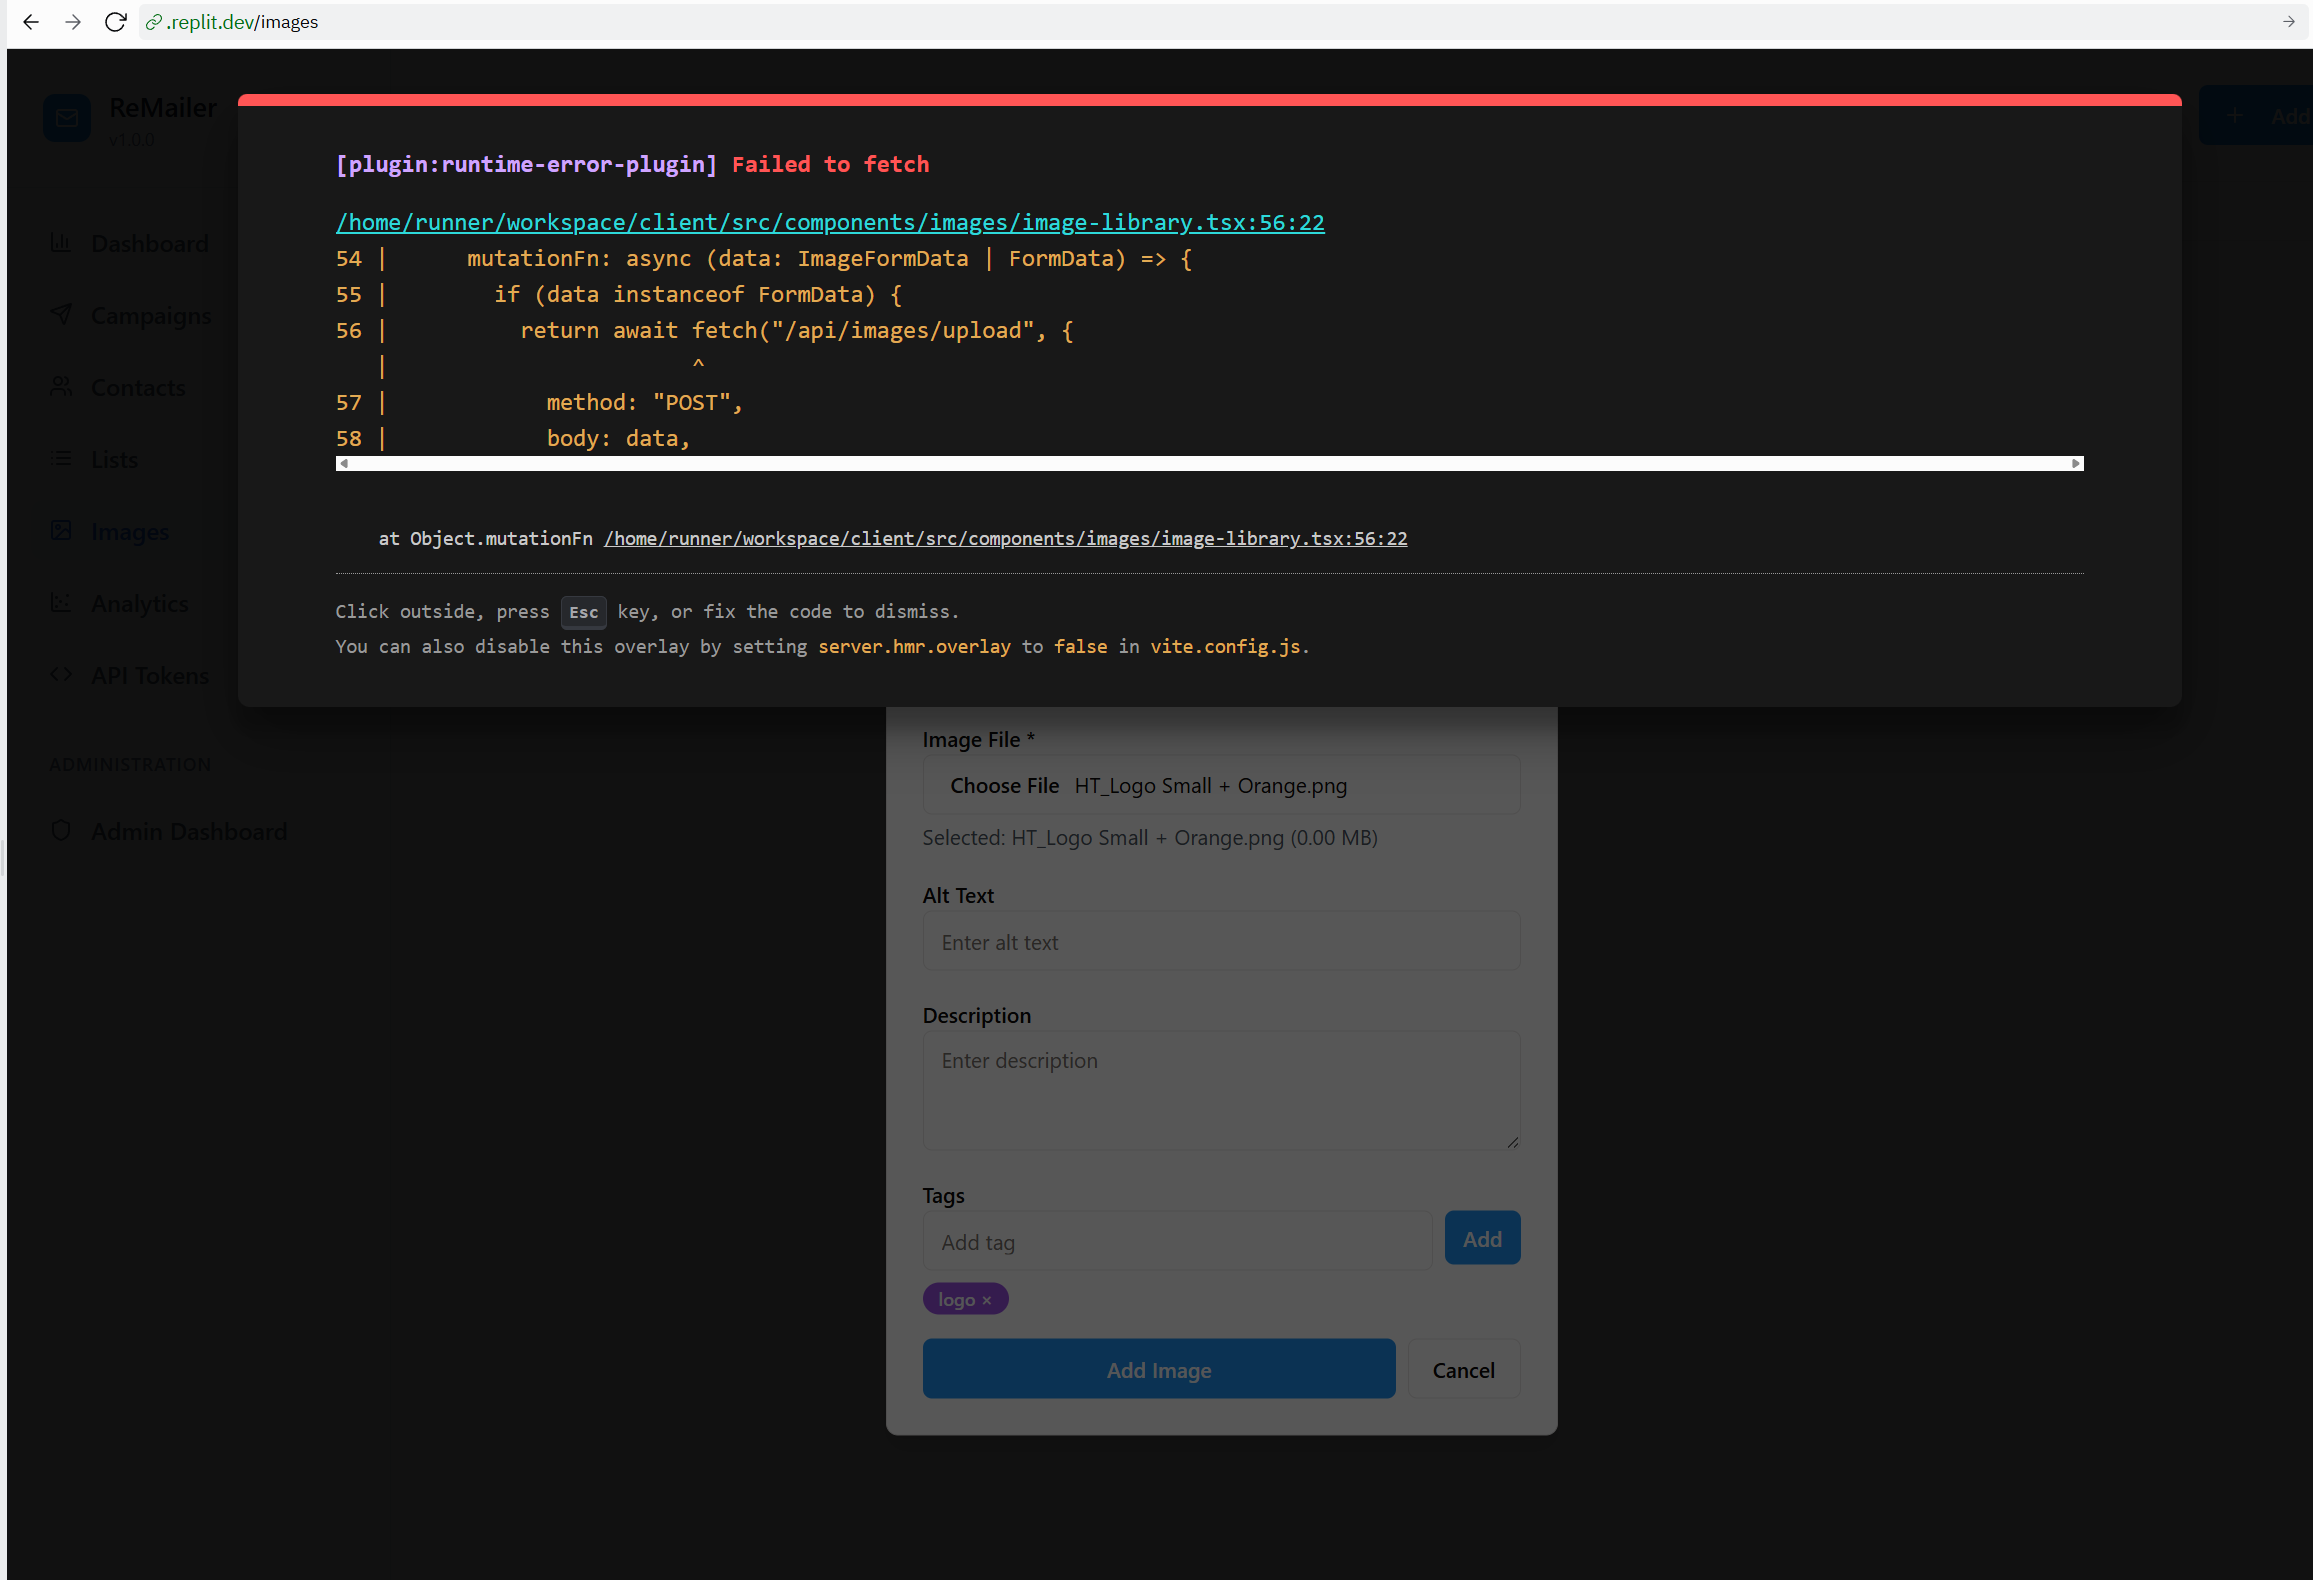 .replit.dev/images
ReMailer
v1.0.0
Add
[plugin:runtime-error-plugin] Failed to fetch
/home/runner/workspace/client/src/components/images/image-library.tsx:56:22
54 |      mutationFn: async (data: ImageFormData | FormData) => {
55 |        if (data instanceof FormData) {
56 |          return await fetch("/api/images/upload", {
   |                       ^
57 |            method: "POST",
58 |            body: data,
at Object.mutationFn /home/runner/workspace/client/src/components/images/image-library.tsx:56:22
Click outside, press Esc key, or fix the code to dismiss.
You can also disable this overlay by setting server.hmr.overlay to false in vite.config.js.
Dashboard
Campaigns
Contacts
Lists
Images
Analytics
API Tokens
ADMINISTRATION
Admin Dashboard
Image File *
Choose File HT_Logo Small + Orange.png
Selected: HT_Logo Small + Orange.png (0.00 MB)
Alt Text
Enter alt text
Description
Enter description
Tags
Add tag
Add
logo ×
Add Image
Cancel